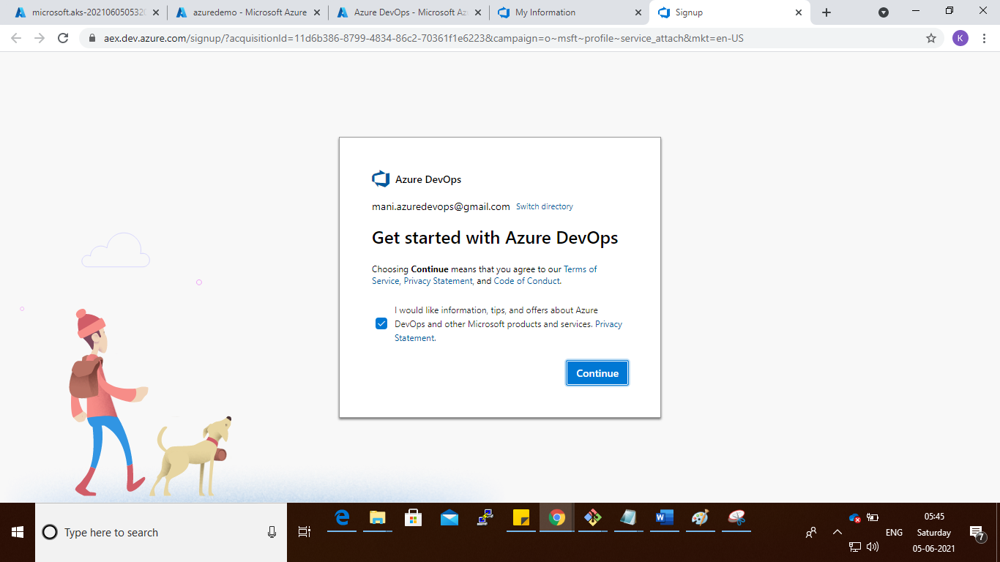 microsoft.aks-2021060505320
azuredemo - Microsoft Azure
Azure DevOps - Microsoft Az
My Information
Signup
aex.dev.azure.com/signup/?acquisitionId=11d6b386-8799-4834-86c2-70361f1e6223&campaign=o~msft~profile~service_attach&mkt=en-US
K
Azure DevOps
mani.azuredevops@gmail.com Switch directory
Get started with Azure DevOps
Choosing Continue means that you agree to our Terms of
Service, Privacy Statement, and Code of Conduct.
I would like information, tips, and offers about Azure
DevOps and other Microsoft products and services. Privacy
Statement.
Continue
Type here to search
W
ENG
05:45
Saturday
05-06-2021
7